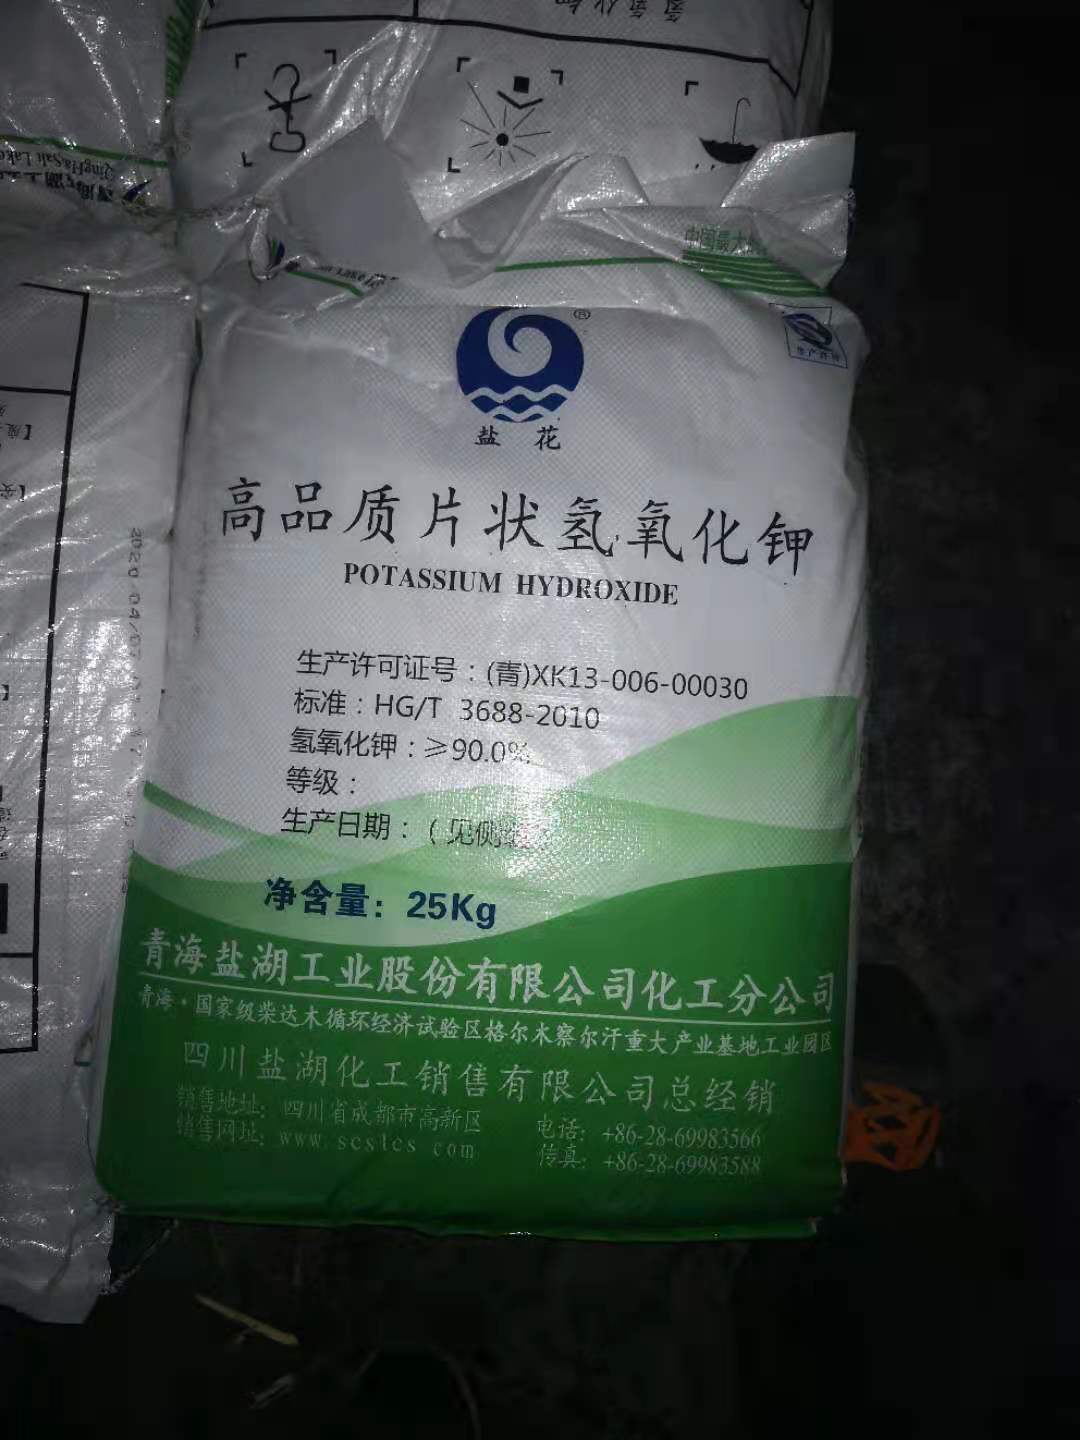 中国最大的
盐花
高品质片状氢氧化钾
POTASSIUM HYDROXIDE
生产许可证号：(青)XK13-006-00030
标准：HG/T 3688-2010
氢氧化钾：≥90.0%
等级：
生产日期：（见侧
净含量：25Kg
青海盐湖工业股份有限公司化工分公司
青海·国家级柴达木循环经济试验区格尔木察尔汗重大产业基地工业园区
四川盐湖化工销售有限公司总经销
销售地址：四川省成都市高新区
电话：+86-28-69983566
销售网址：www.scslcs com
传真：+86-28-69983588